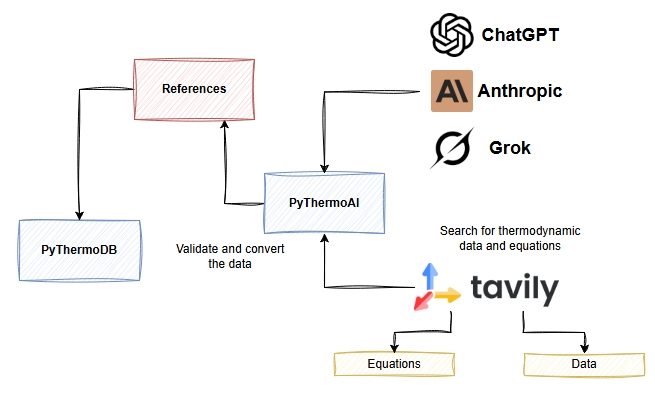 ChatGPT
References
Anthropic
Grok
PyThermoAI
PyThermoDB
Validate and convert
the data
Search for thermodynamic
data and equations
tavily
Equations
Data